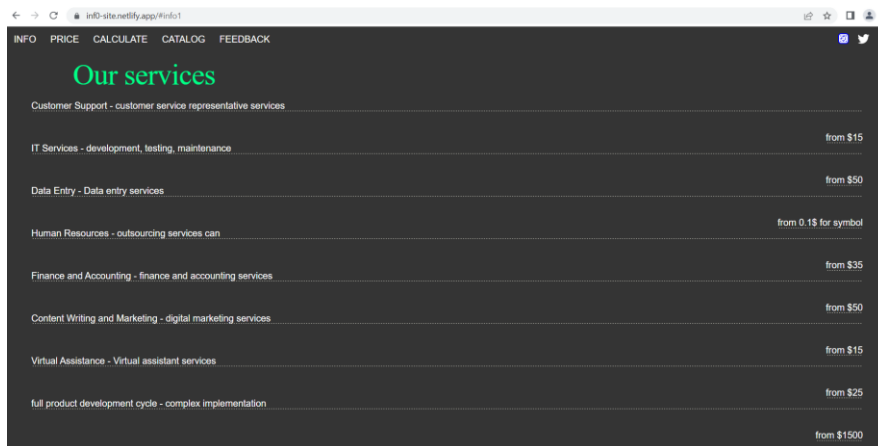 inf0-site.netlify.app/#info1
INFO PRICE CALCULATE CATALOG FEEDBACK
Our services
Customer Support - customer service representative services
from $15
IT Services - development, testing, maintenance
from $50
Data Entry - Data entry services
from 0.1$ for symbol
Human Resources - outsourcing services can
from $35
Finance and Accounting - finance and accounting services
from $50
Content Writing and Marketing - digital marketing services
from $15
Virtual Assistance - Virtual assistant services
from $25
full product development cycle - complex implementation
from $1500